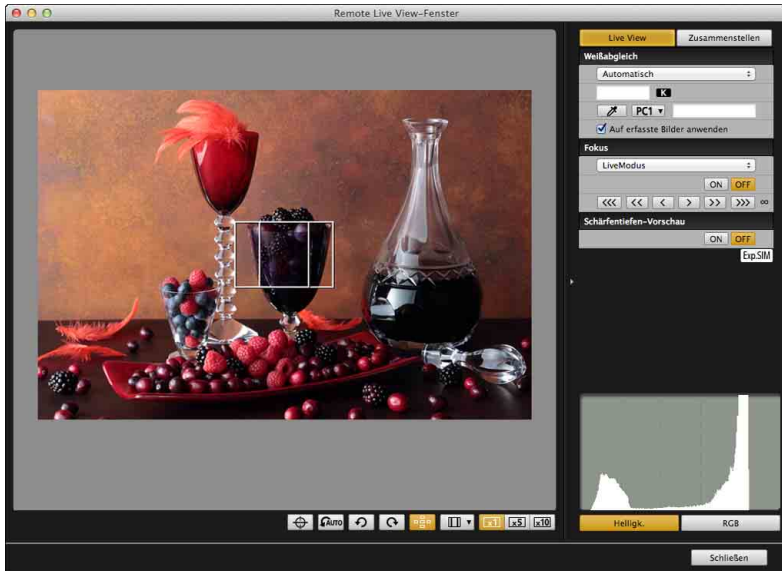 Remote Live View-Fenster
Live View Zusammenstellen
Weißabgleich
Automatisch
K
PC1
Auf erfasste Bilder anwenden
Fokus
LiveModus
ON OFF
<<< << < > >> >>> ∞
Schärfentiefen-Vorschau
ON OFF
Exp.SIM
AUTO x1 x5 x10
Helligk. RGB
Schließen